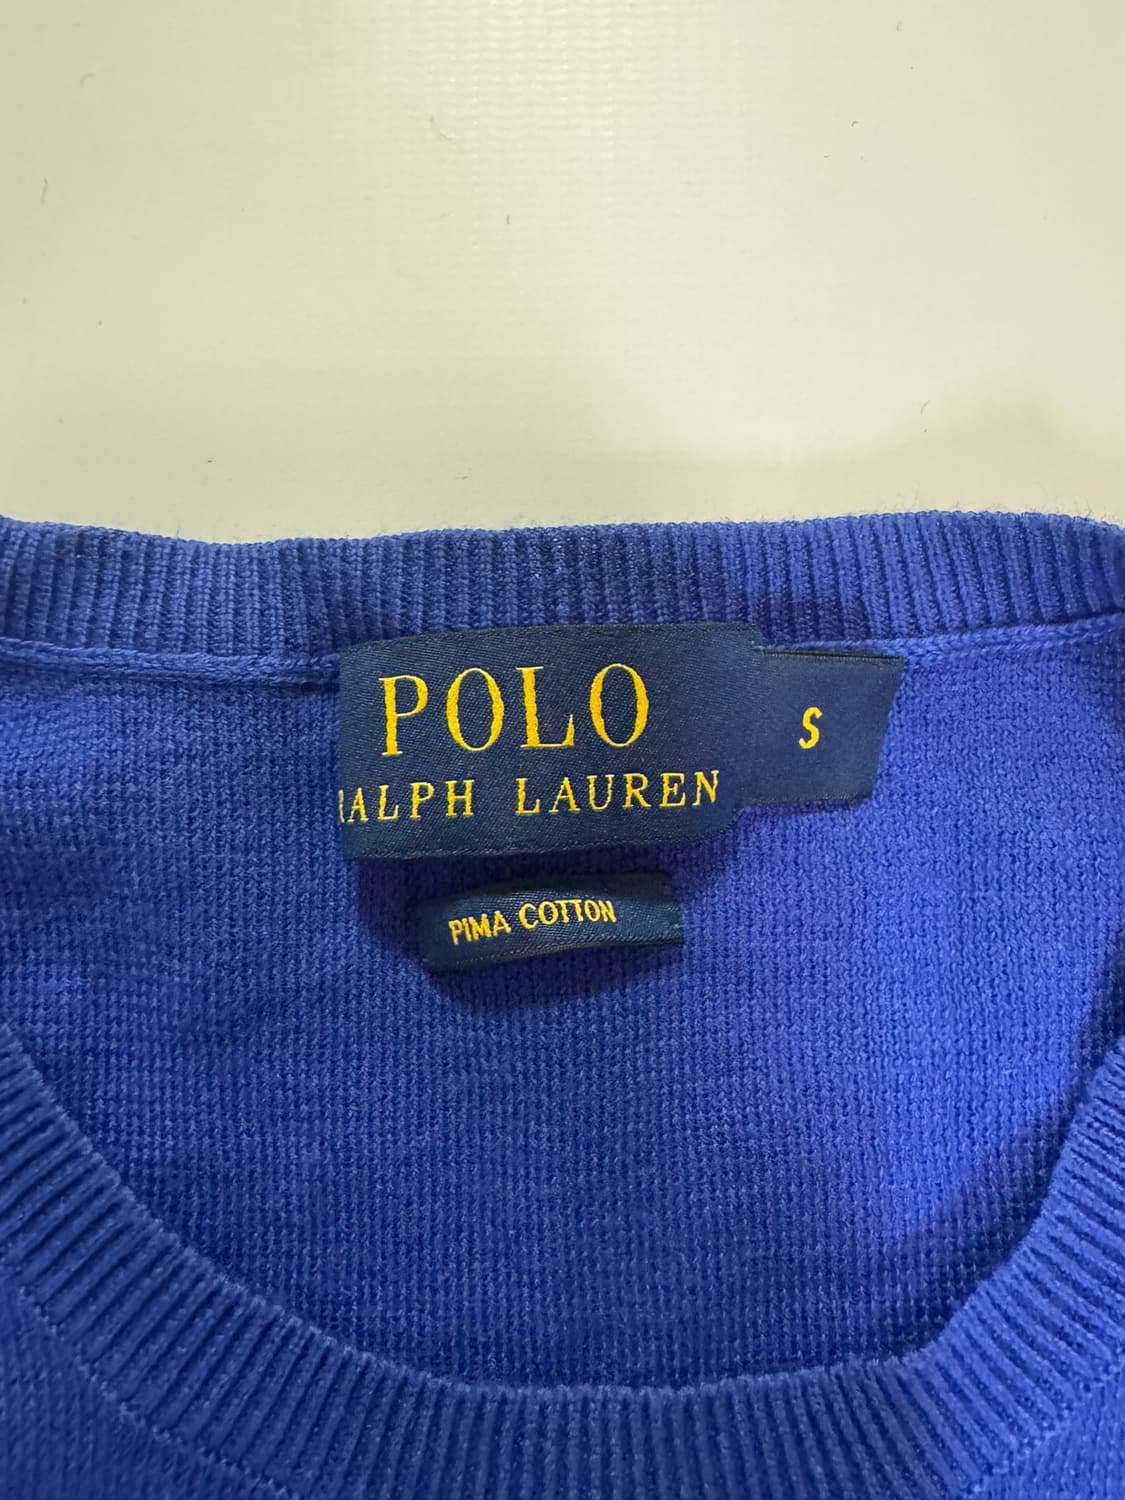 POLO
RALPH LAUREN
S
PIMA COTTON